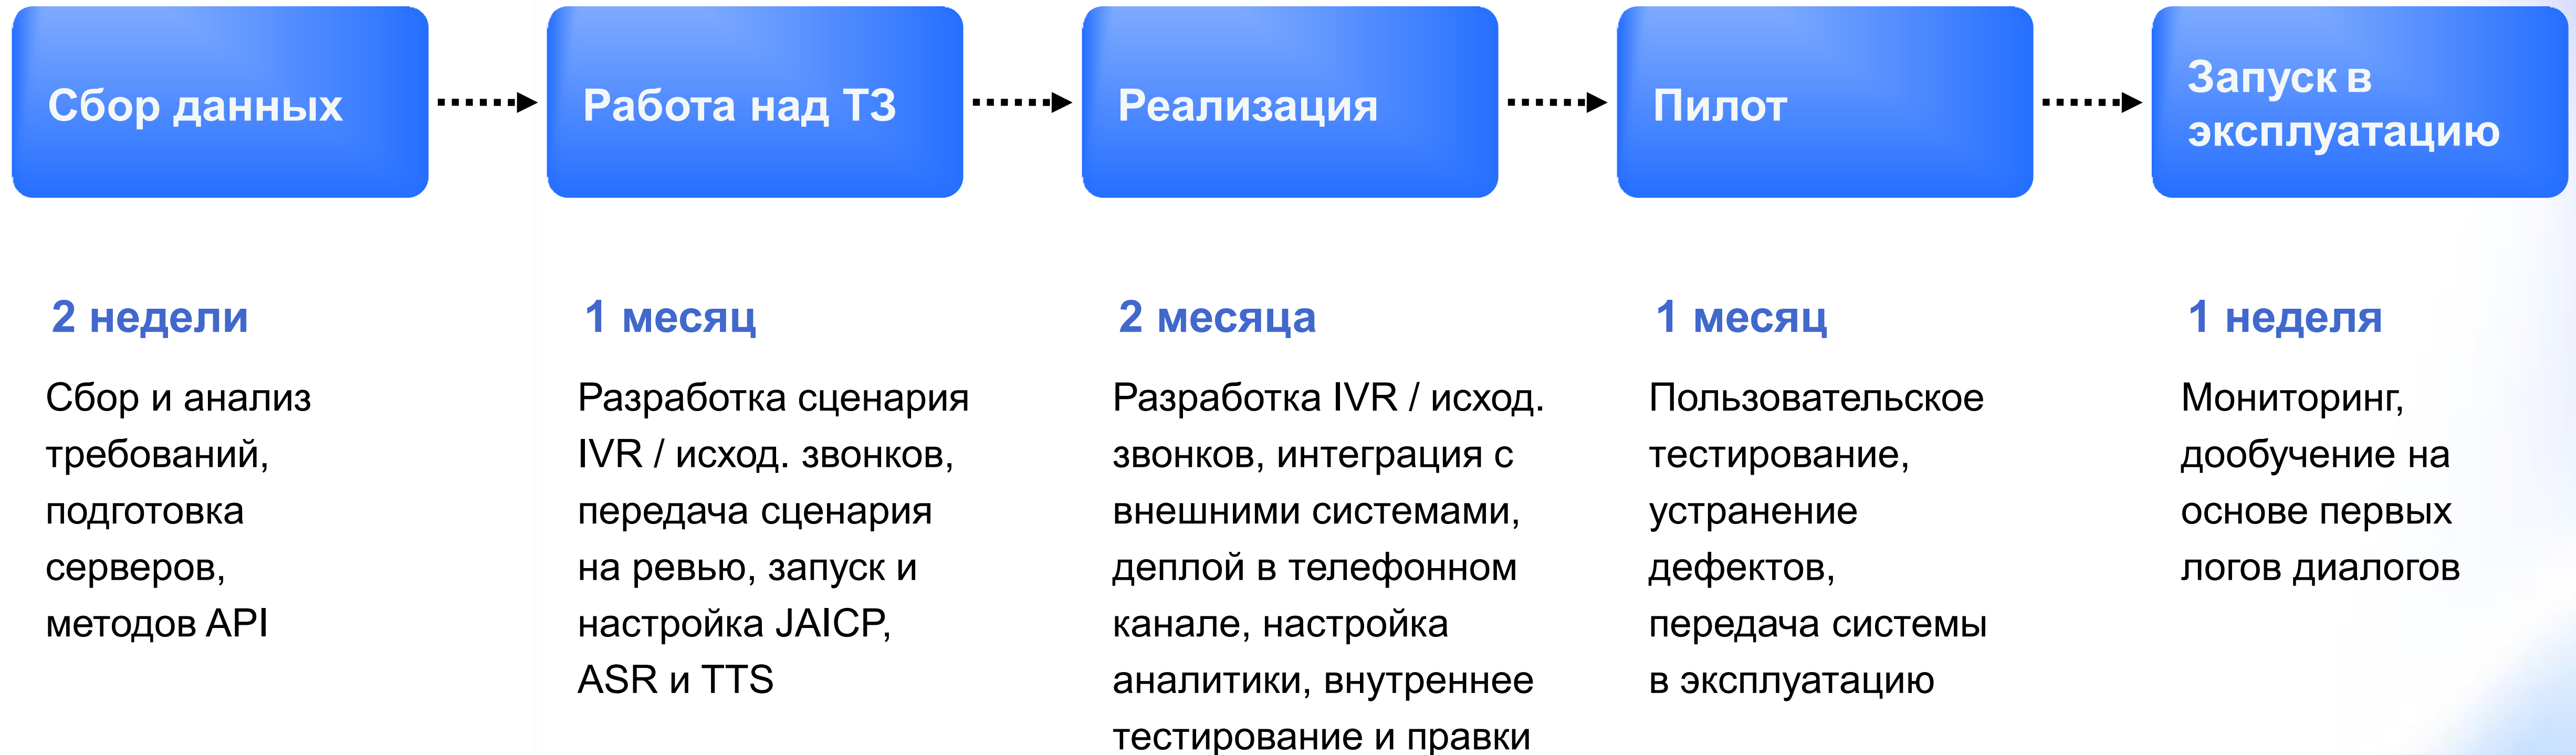 Сбор данных
Работа над ТЗ
Реализация
Пилот
Запуск в
эксплуатацию
2 недели
Сбор и анализ
требований,
подготовка
серверов,
методов API
1 месяц
Разработка сценария
IVR / исход. звонков,
передача сценария
на ревью, запуск и
настройка JAICP,
ASR и TTS
2 месяца
Разработка IVR / исход.
звонков, интеграция с
внешними системами,
деплой в телефонном
канале, настройка
аналитики, внутреннее
тестирование и правки
1 месяц
Пользовательское
тестирование,
устранение
дефектов,
передача системы
в эксплуатацию
1 неделя
Мониторинг,
дообучение на
основе первых
логов диалогов